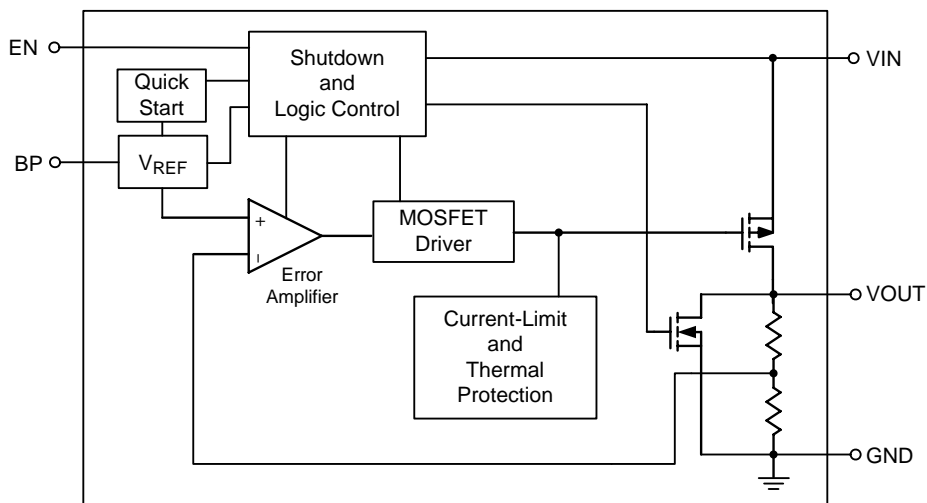 EN
Shutdown
and
Logic Control
VIN
Quick
Start
BP
VREF
+
–
MOSFET
Driver
Error
Amplifier
VOUT
Current-Limit
and
Thermal
Protection
GND